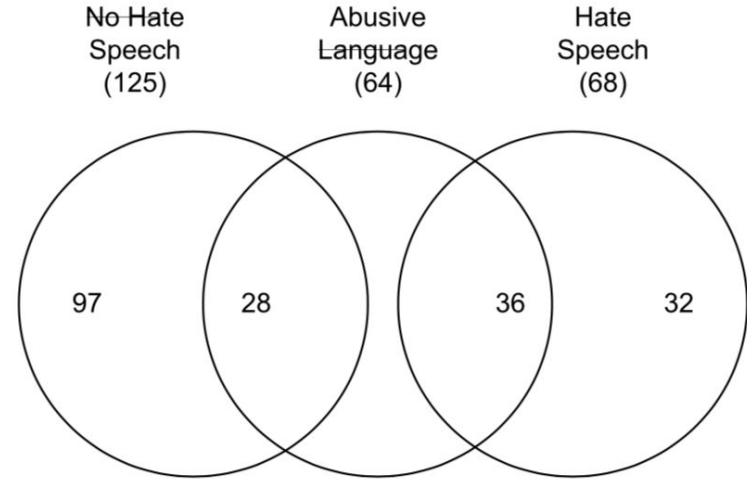 No Hate
Speech
(125)
Abusive
Language
(64)
Hate
Speech
(68)
97
28
36
32